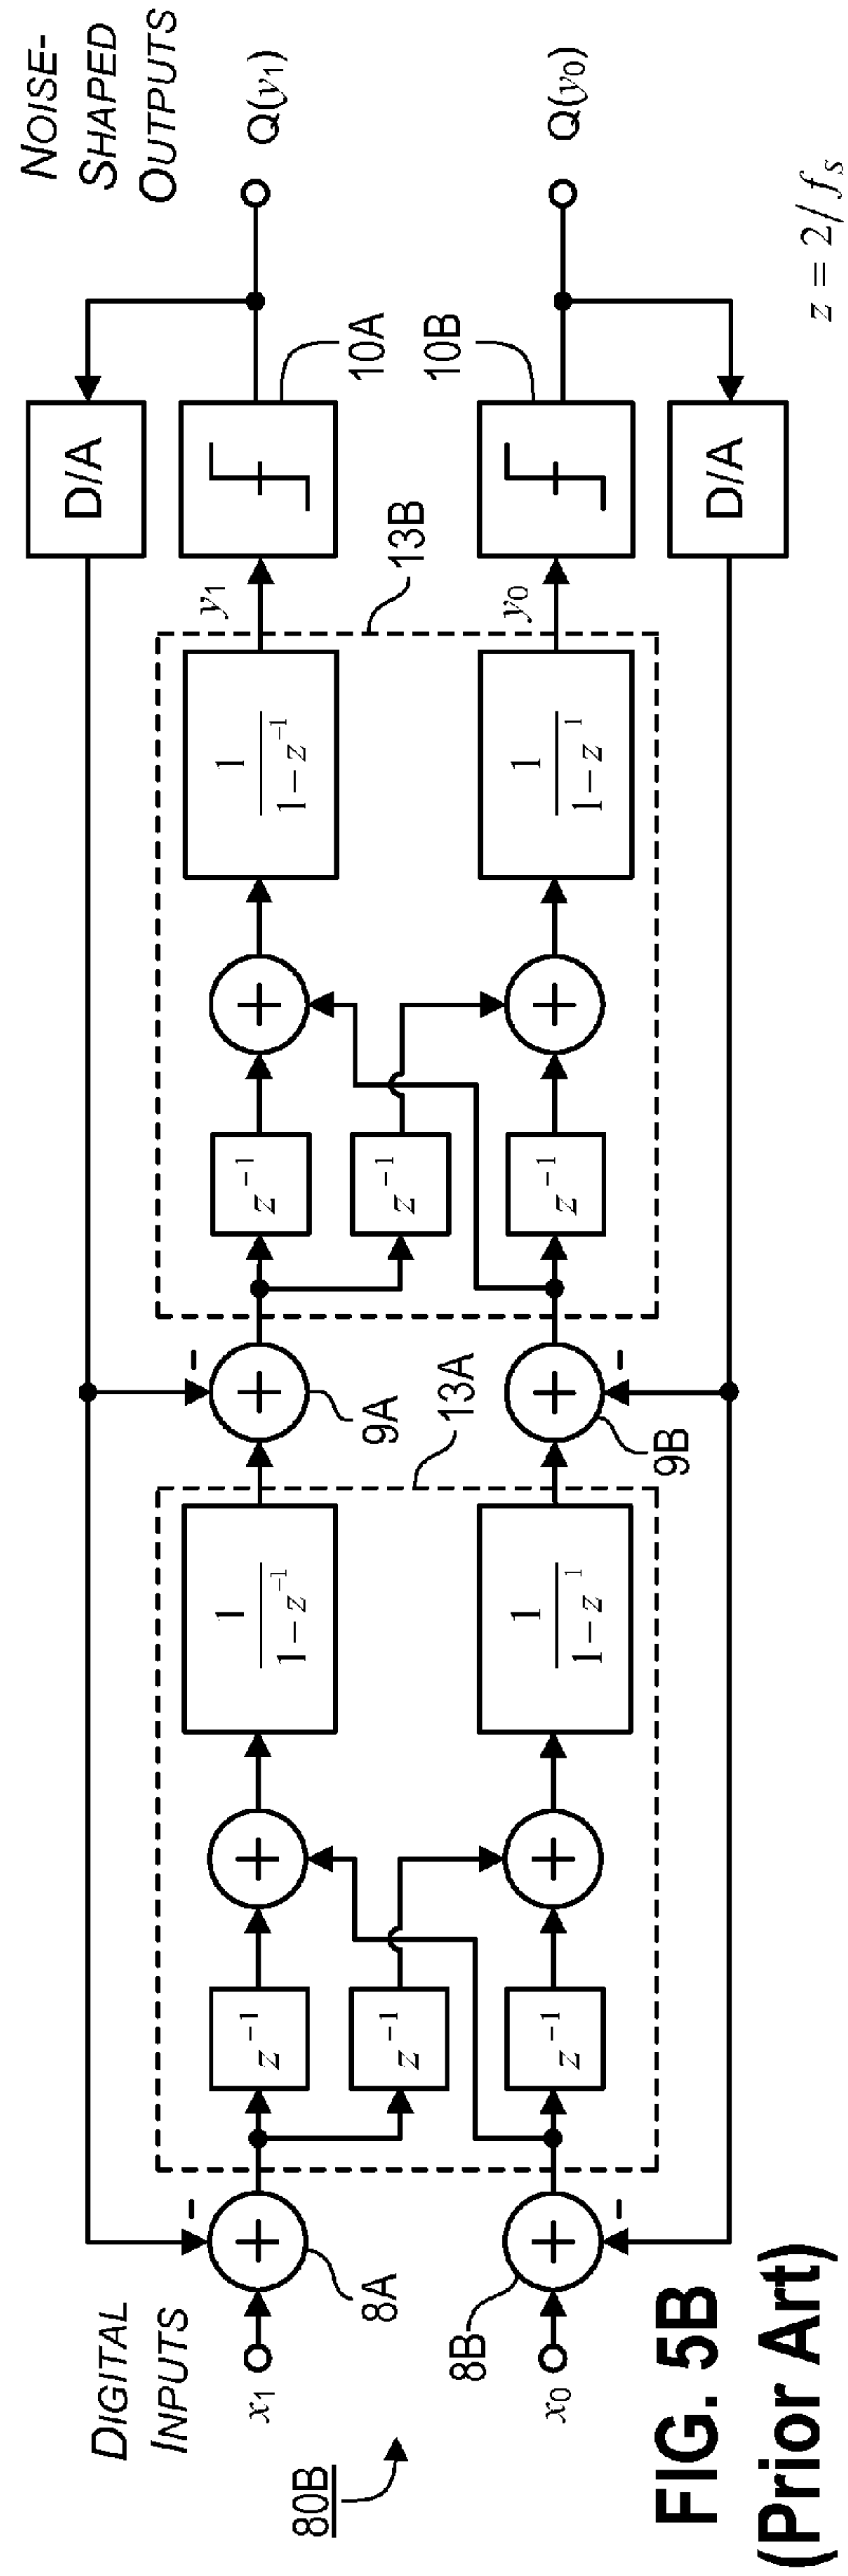 DIGITAL
INPUTS
NOISE-
SHAPED
OUTPUTS
D/A
x1
8A
z−1
z−1
+
+
1
1−z−1
13A
9A
+
z−1
z−1
+
1
1−z−1
13B
y1
10A
Q(y1)
x0
8B
+
z−1
+
1
1−z 1
9B
+
z−1
+
1
1−z 1
y0
10B
Q(y0)
D/A
-
-
-
-
80B
z = 2/fs
FIG. 5B
(Prior Art)